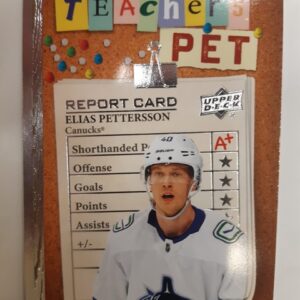 TEACHER'S
PET
REPORT CARD
UPPER
DECK
ELIAS PETTERSSON
Canucks®
A+
Shorthanded
Offense
Goals
Points
Assists
+/-
40